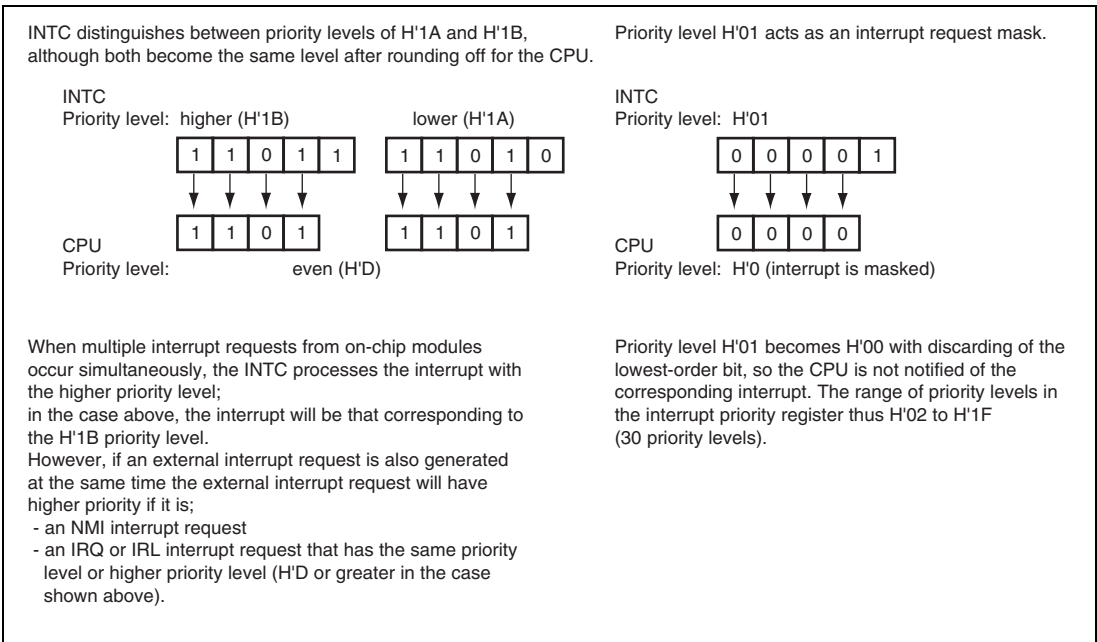 INTC distinguishes between priority levels of H'1A and H'1B,
although both become the same level after rounding off for the CPU.
INTC
Priority level: higher (H'1B) lower (H'1A)
1 1 0 1 1 1 1 0 1 0
1 1 0 1 1 1 0 1
CPU
Priority level: even (H'D)
When multiple interrupt requests from on-chip modules
occur simultaneously, the INTC processes the interrupt with
the higher priority level;
in the case above, the interrupt will be that corresponding to
the H'1B priority level.
However, if an external interrupt request is also generated
at the same time the external interrupt request will have
higher priority if it is;
- an NMI interrupt request
- an IRQ or IRL interrupt request that has the same priority
level or higher priority level (H'D or greater in the case
shown above).
Priority level H'01 acts as an interrupt request mask.
INTC
Priority level: H'01
0 0 0 0 1
0 0 0 0
CPU
Priority level: H'0 (interrupt is masked)
Priority level H'01 becomes H'00 with discarding of the
lowest-order bit, so the CPU is not notified of the
corresponding interrupt. The range of priority levels in
the interrupt priority register thus H'02 to H'1F
(30 priority levels).